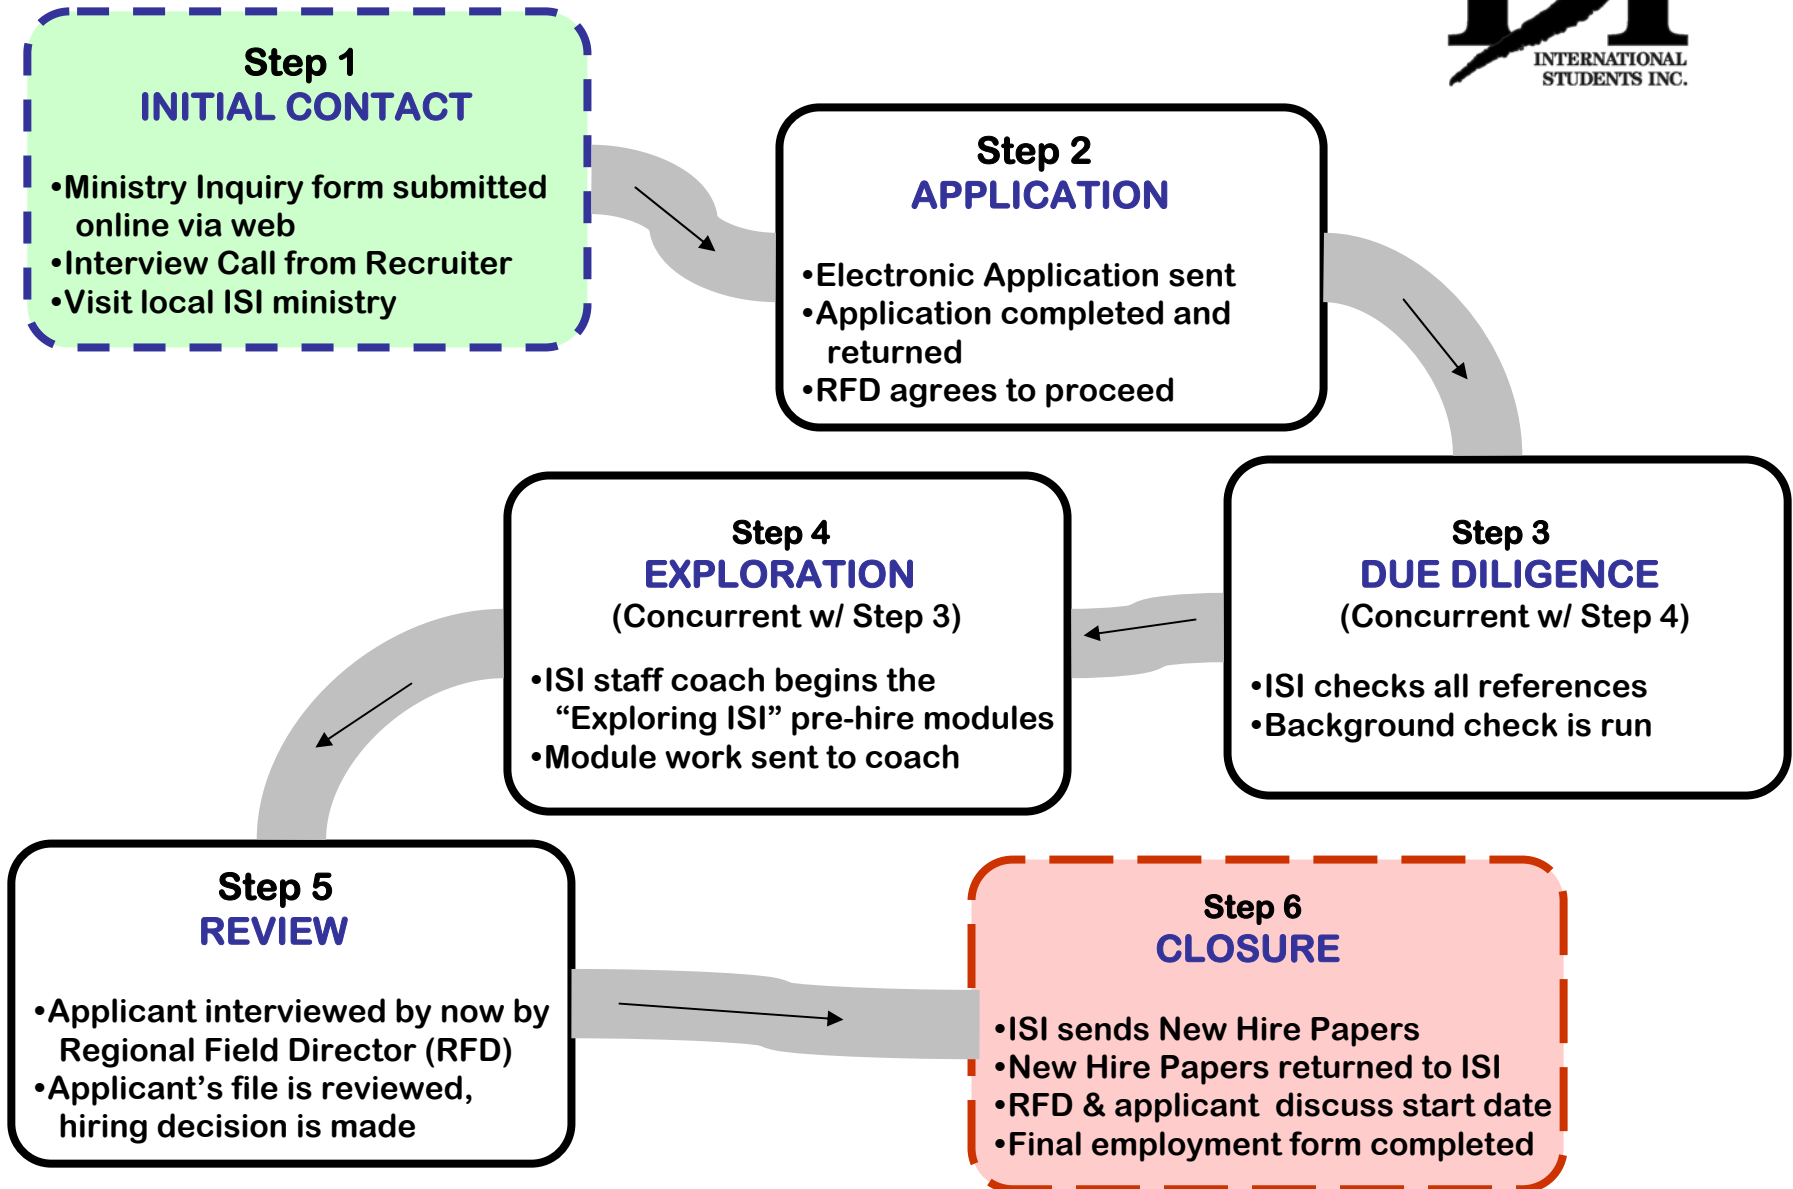 INTERNATIONAL
STUDENTS INC.
Step 1
INITIAL CONTACT
•Ministry Inquiry form submitted
online via web
•Interview Call from Recruiter
•Visit local ISI ministry
Step 2
APPLICATION
•Electronic Application sent
•Application completed and
returned
•RFD agrees to proceed
Step 3
DUE DILIGENCE
(Concurrent w/ Step 4)
•ISI checks all references
•Background check is run
Step 4
EXPLORATION
(Concurrent w/ Step 3)
•ISI staff coach begins the
“Exploring ISI” pre-hire modules
•Module work sent to coach
Step 5
REVIEW
•Applicant interviewed by now by
Regional Field Director (RFD)
•Applicant’s file is reviewed,
hiring decision is made
Step 6
CLOSURE
•ISI sends New Hire Papers
•New Hire Papers returned to ISI
•RFD & applicant  discuss start date
•Final employment form completed